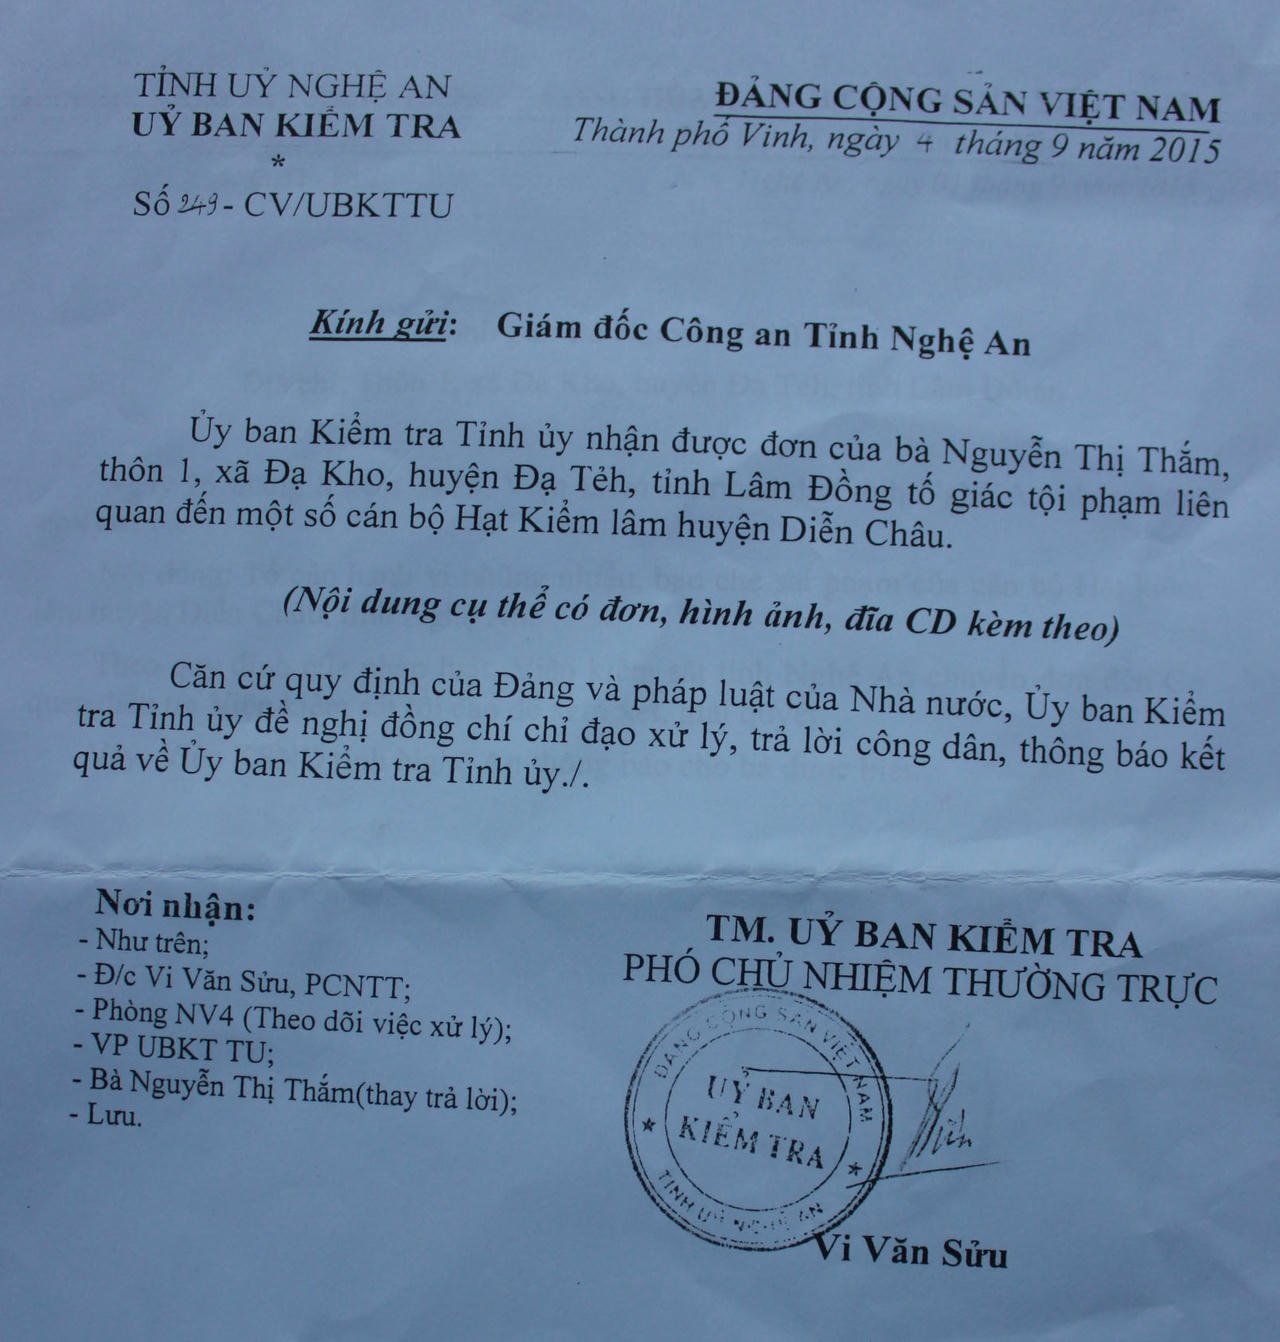 TỈNH UỶ NGHỆ AN
UỶ BAN KIỂM TRA
*
Số 249 - CV/UBKTTU
ĐẢNG CỘNG SẢN VIỆT NAM
Thành phố Vinh, ngày 4 tháng 9 năm 2015
Kính gửi: Giám đốc Công an Tỉnh Nghệ An
Ủy ban Kiểm tra Tỉnh ủy nhận được đơn của bà Nguyễn Thị Thắm,
thôn 1, xã Đạ Kho, huyện Đạ Tẻh, tỉnh Lâm Đồng tố giác tội phạm liên
quan đến một số cán bộ Hạt Kiểm lâm huyện Diễn Châu.
(Nội dung cụ thể có đơn, hình ảnh, đĩa CD kèm theo)
Căn cứ quy định của Đảng và pháp luật của Nhà nước, Ủy ban Kiểm
tra Tỉnh ủy đề nghị đồng chí chỉ đạo xử lý, trả lời công dân, thông báo kết
quả về Ủy ban Kiểm tra Tỉnh ủy./.
Nơi nhận:
- Như trên;
- Đ/c Vi Văn Sửu, PCNTT;
- Phòng NV4 (Theo dõi việc xử lý);
- VP UBKT TU;
- Bà Nguyễn Thị Thắm(thay trả lời);
- Lưu.
TM. UỶ BAN KIỂM TRA
PHÓ CHỦ NHIỆM THƯỜNG TRỰC
ĐẢNG CỘNG SẢN VIỆT NAM
UỶ BAN
KIỂM TRA
TỈNH UỶ NGHỆ AN
Vi Văn Sửu